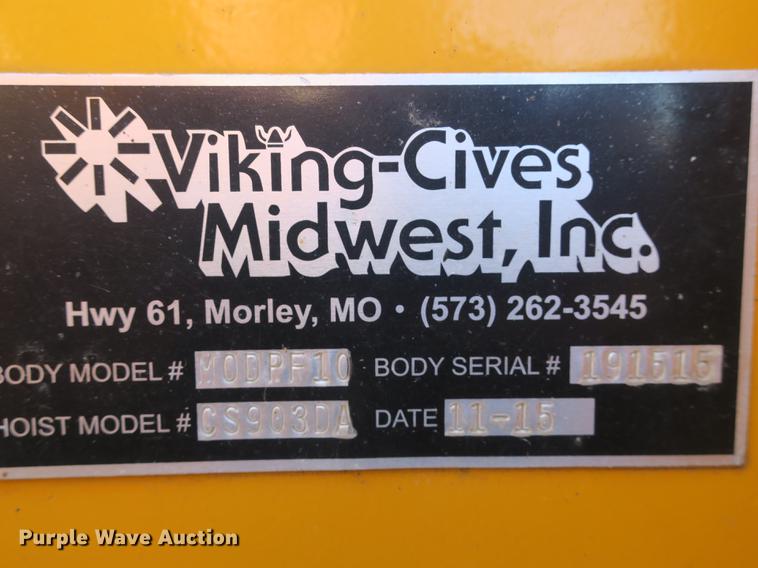 Viking-Cives
Midwest, Inc.
Hwy 61, Morley, MO • (573) 262-3545
BODY MODEL # MODPF10 BODY SERIAL # 191515
HOIST MODEL # CS903DA DATE 11-15
Purple Wave Auction